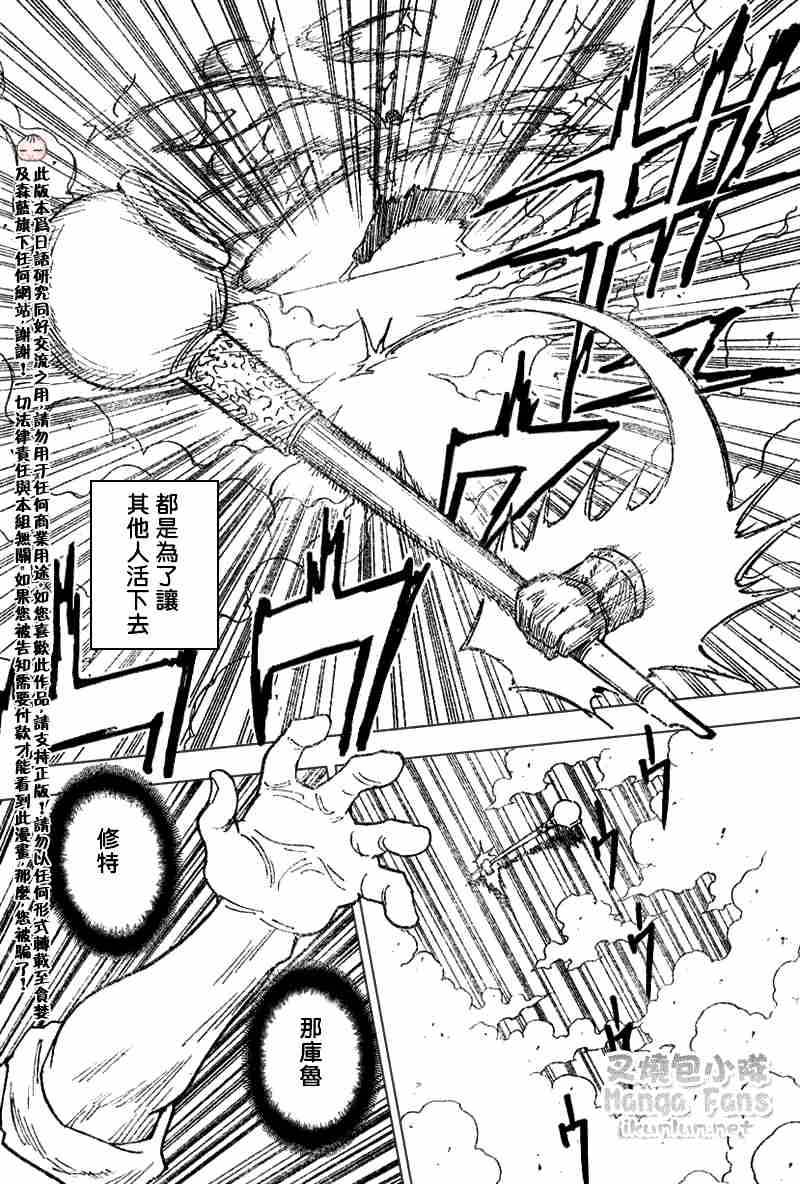 都是為了讓
其他人活下去
那庫魯
修特
此版本爲日語研究同好交流之用,請勿用于任何商業用途,如您喜歡此作品,請支持正版!請勿以任何形式轉載至貪婪
及森藍旗下任何網站,謝謝!一切法律責任與本組無關,如果您被告知需要付款才能看到此漫畫,那麽,您被騙了!
叉燒包小隊
Manga Fans
ikunlun.net